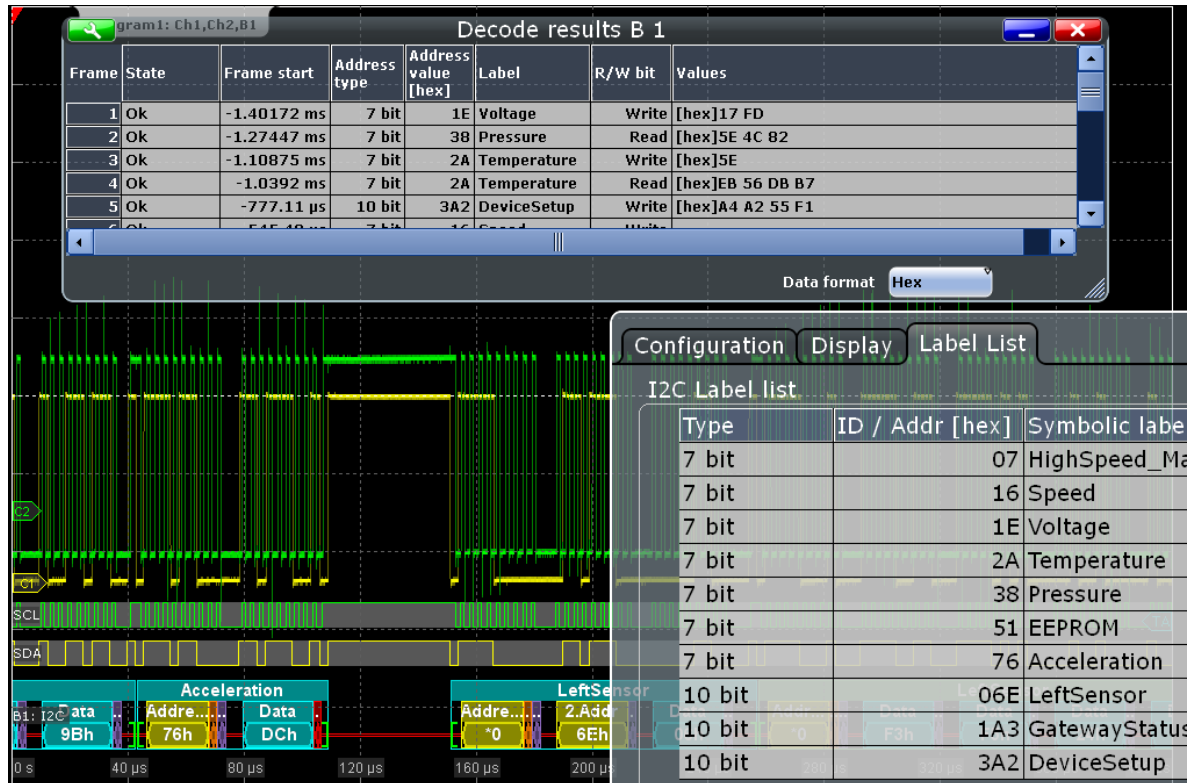 gram1: Ch1,Ch2,B1
Decode results B 1
Frame State Frame start Address type Address value [hex] Label R/W bit Values
1 Ok -1.40172 ms 7 bit 1E Voltage Write [hex]17 FD
2 Ok -1.27447 ms 7 bit 38 Pressure Read [hex]5E 4C 82
3 Ok -1.10875 ms 7 bit 2A Temperature Write [hex]5E
4 Ok -1.0392 ms 7 bit 2A Temperature Read [hex]EB 56 DB B7
5 Ok -777.11 µs 10 bit 3A2 DeviceSetup Write [hex]A4 A2 55 F1
Data format Hex
Configuration Display Label List
I2C Label list
Type ID / Addr [hex] Symbolic labe
7 bit 07 HighSpeed_Ma
7 bit 16 Speed
7 bit 1E Voltage
7 bit 2A Temperature
7 bit 38 Pressure
7 bit 51 EEPROM
7 bit 76 Acceleration
10 bit 06E LeftSensor
10 bit 1A3 GatewayStatus
10 bit 3A2 DeviceSetup
C2
C1
SCL
SDA
Acceleration LeftSensor
B1: I2C ata Addre... Data Addre... 2.Addr
9Bh 76h DCh *0 6Eh
0 s 40 µs 80 µs 120 µs 160 µs 200 µs